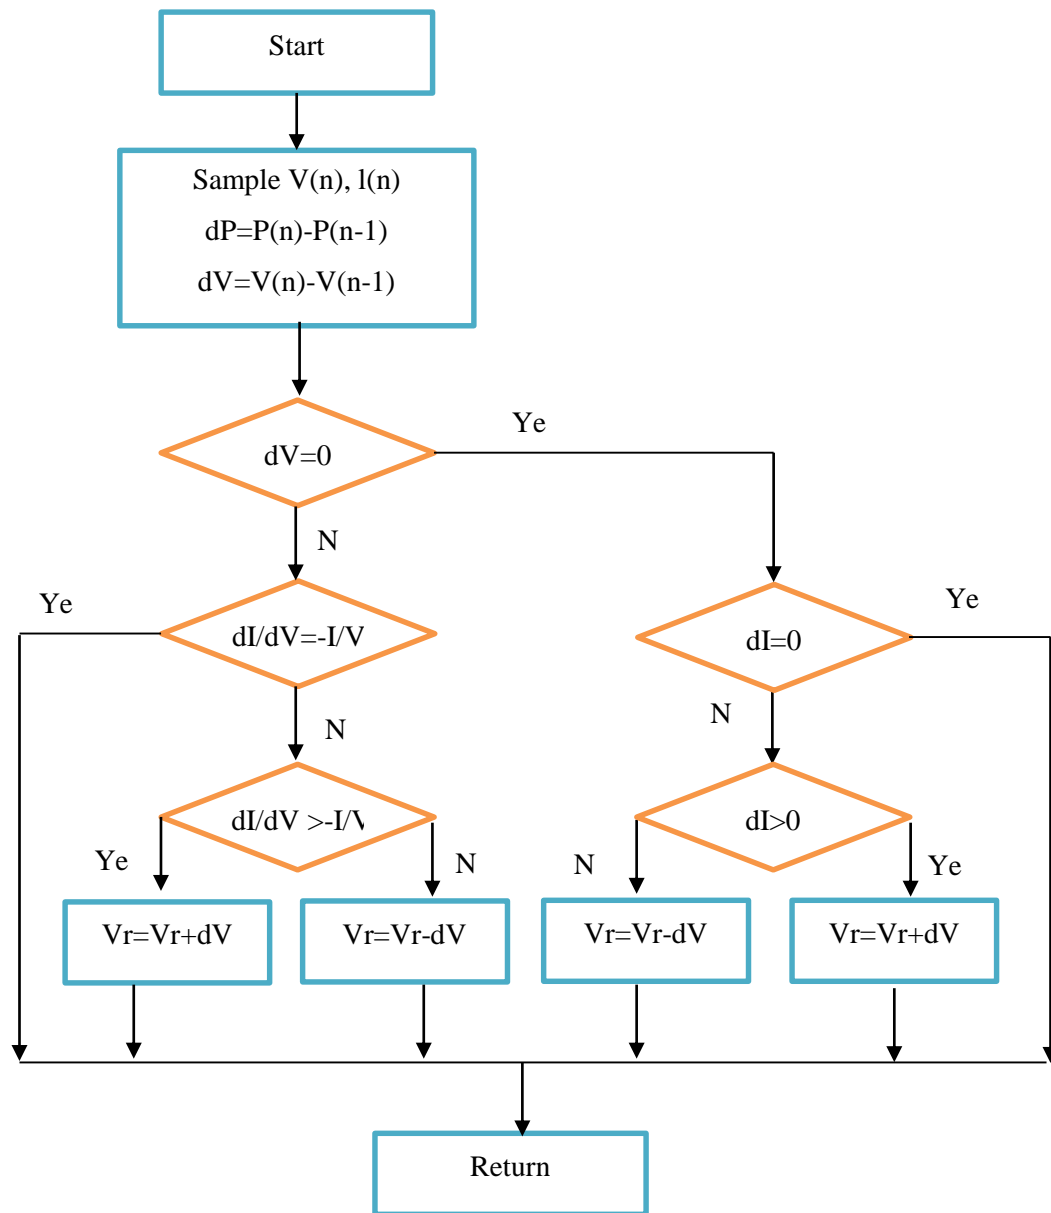 Start
Sample V(n), l(n)
dP=P(n)-P(n-1)
dV=V(n)-V(n-1)
Ye
dV=0
N
Ye
Ye
dI/dV=-I/V
dI=0
N
N
dI/dV >-I/V
dI>0
Ye
N
N
Ye
Vr=Vr+dV
Vr=Vr-dV
Vr=Vr-dV
Vr=Vr+dV
Return